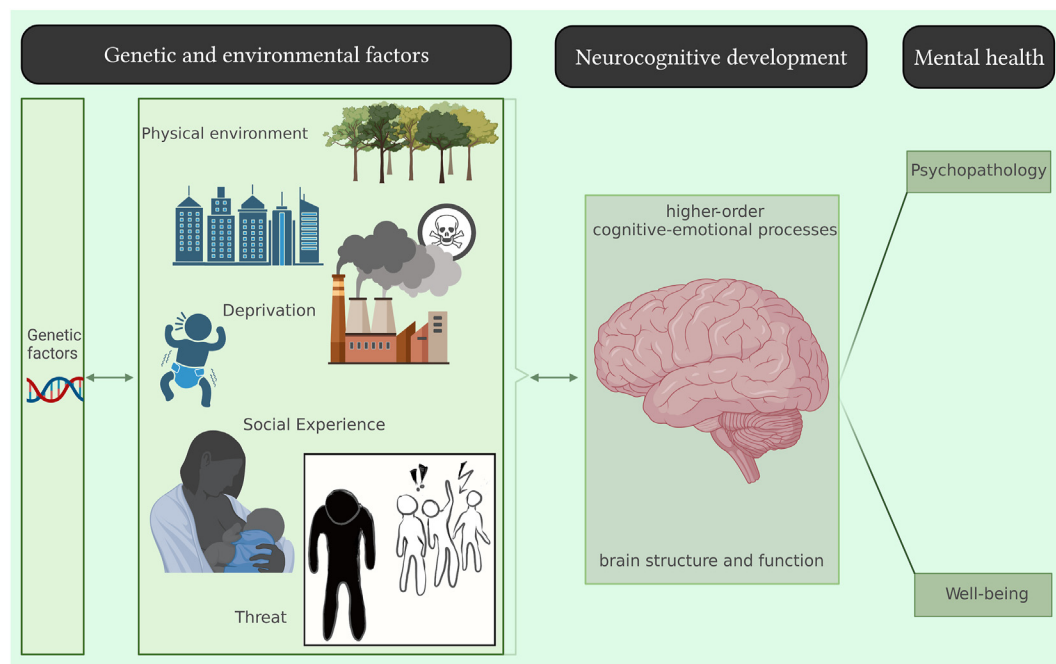 Genetic and environmental factors
Neurocognitive development
Mental health
Genetic
factors
Physical environment
Deprivation
Social Experience
!!
Threat
higher-order
cognitive-emotional processes
brain structure and function
Psychopathology
Well-being